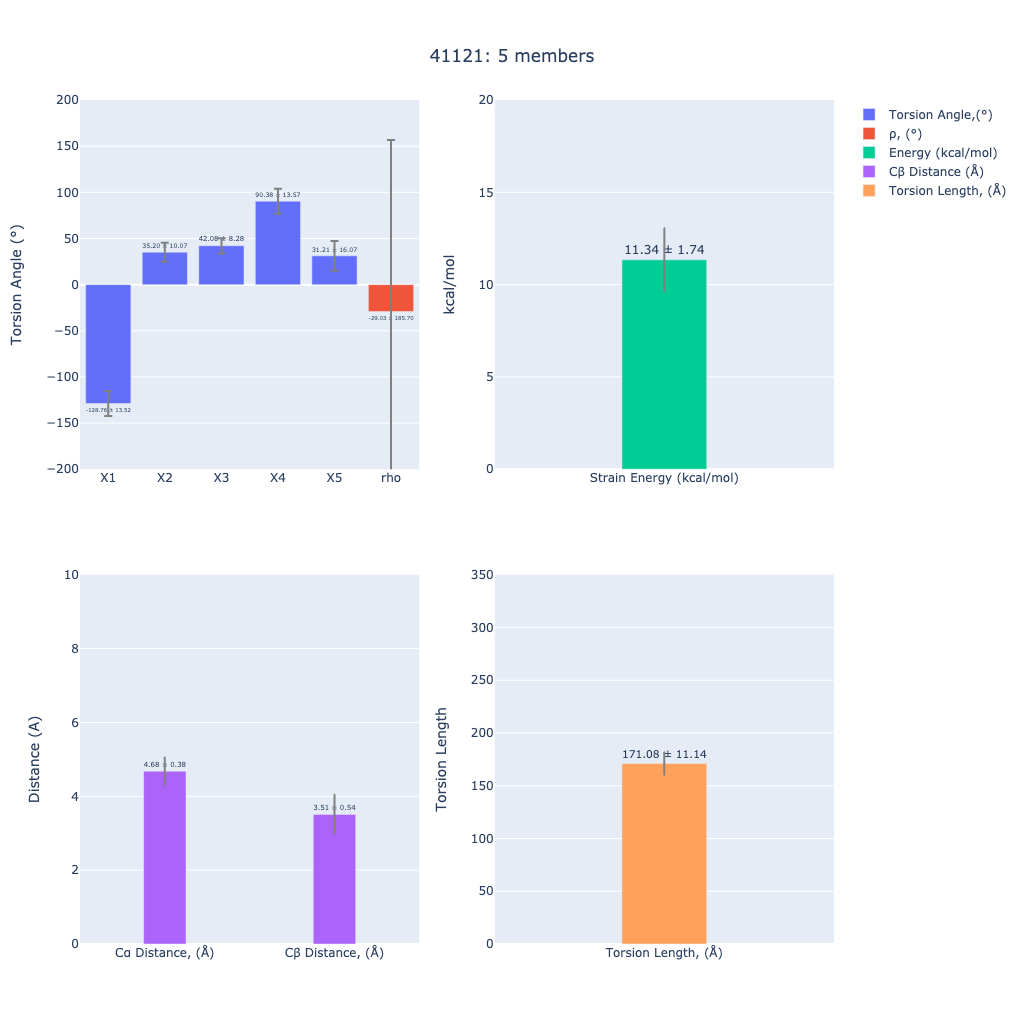 41121: 5 members
Torsion Angle (°)
200
150
100
50
0
−50
−100
−150
−200
-128.76 ± 13.52
35.20 ± 10.07
42.08 ± 8.28
90.38 ± 13.57
31.21 ± 16.07
-29.03 ± 185.70
X1 X2 X3 X4 X5 rho
kcal/mol
20
15
10
5
0
11.34 ± 1.74
Strain Energy (kcal/mol)
Torsion Angle,(°)
ρ, (°)
Energy (kcal/mol)
Cβ Distance (Å)
Torsion Length, (Å)
Distance (A)
10
8
6
4
2
0
4.68 ± 0.38
3.51 ± 0.54
Cα Distance, (Å) Cβ Distance, (Å)
Torsion Length
350
300
250
200
150
100
50
0
171.08 ± 11.14
Torsion Length, (Å)